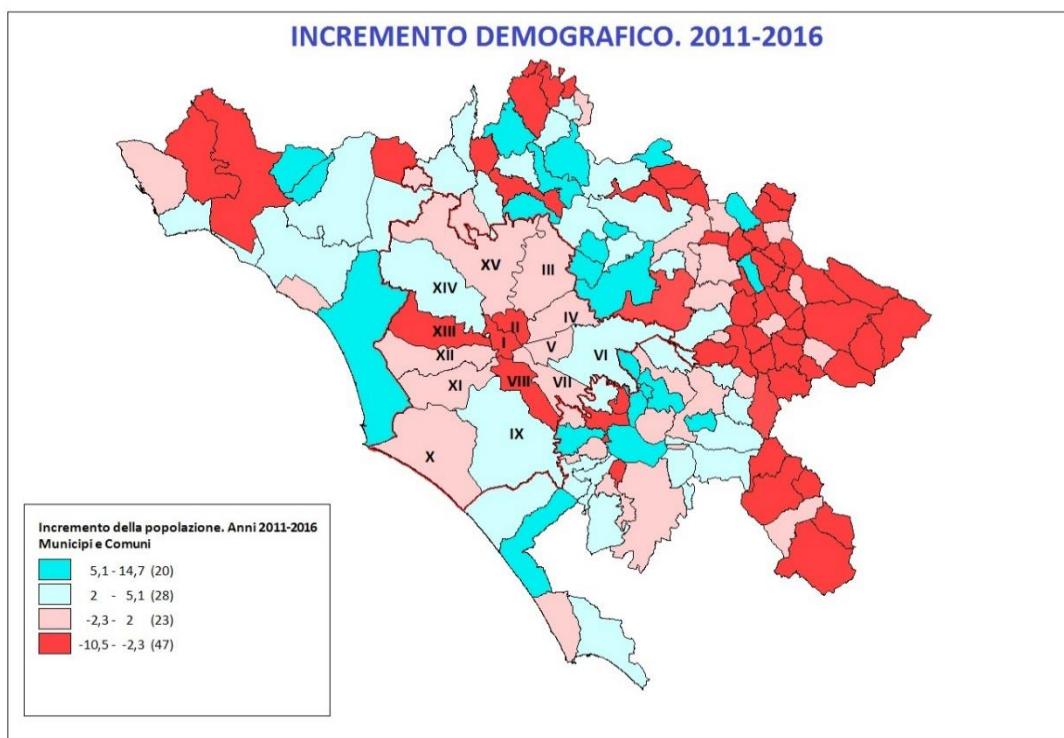 INCREMENTO DEMOGRAFICO. 2011-2016
XV
III
XIV
IV
XIII
II
I
V
VI
XII
VII
VIII
XI
IX
X
Incremento della popolazione. Anni 2011-2016
Municipi e Comuni
5,1 - 14,7 (20)
2 - 5,1 (28)
-2,3 - 2 (23)
-10,5 - -2,3 (47)